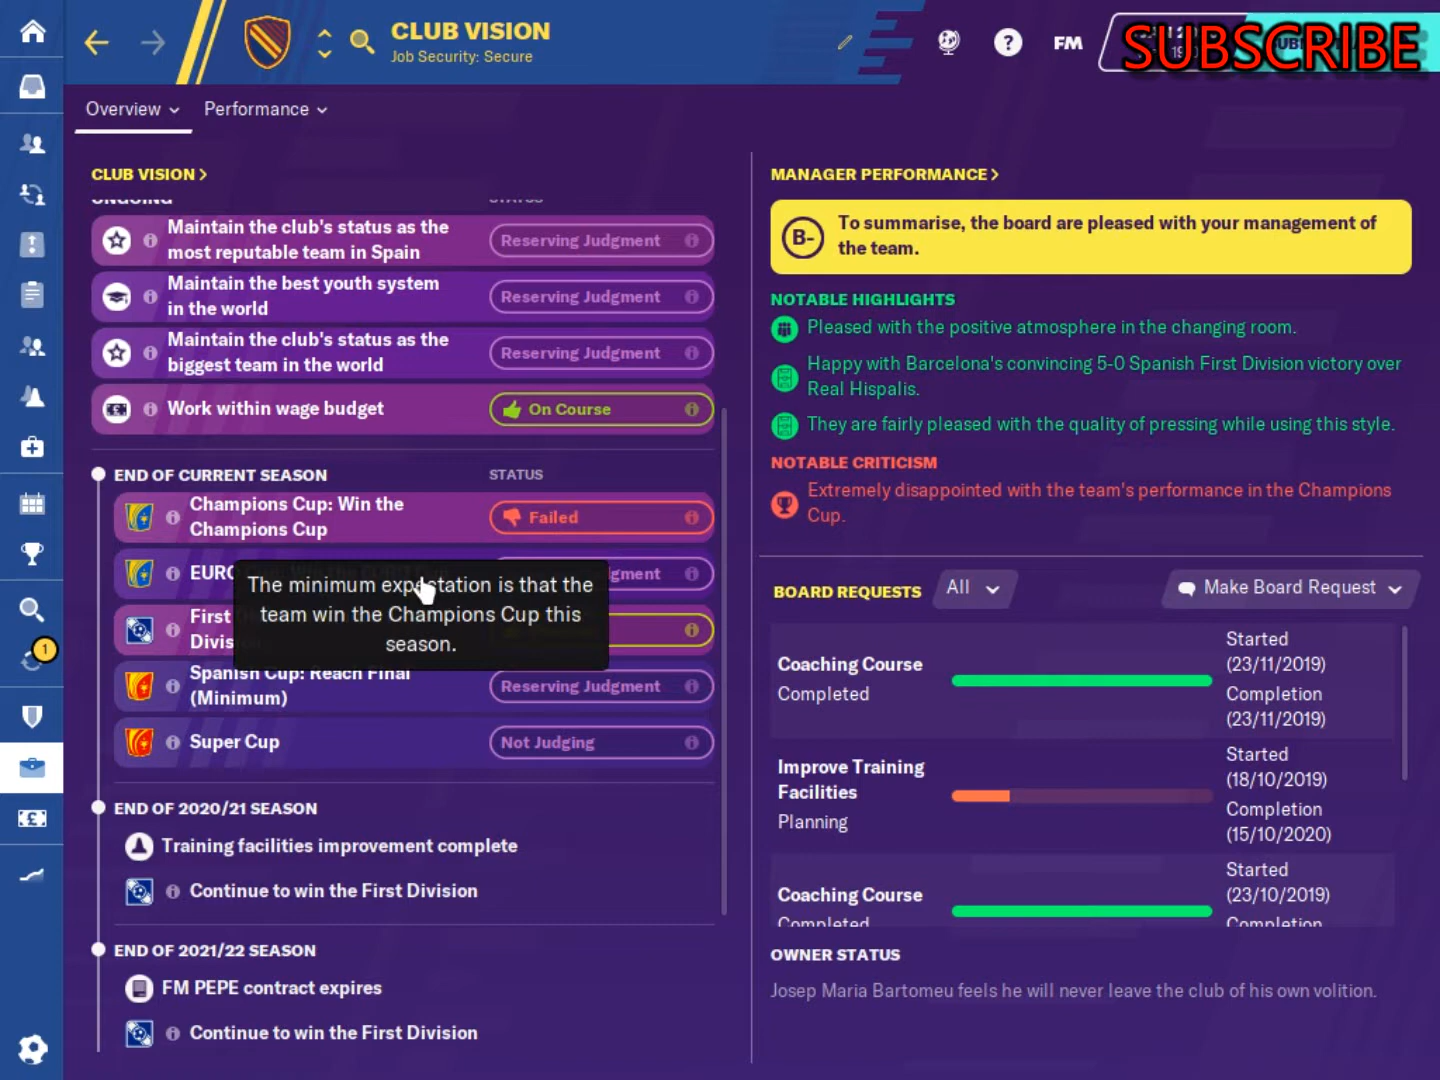 CLUB VISION
Job Security: Secure
FM
SUBSCRIBE
Overview
Performance
CLUB VISION >
ONGOING STATUS
Maintain the club's status as the
most reputable team in Spain
Reserving Judgment
Maintain the best youth system
in the world
Reserving Judgment
Maintain the club's status as the
biggest team in the world
Reserving Judgment
Work within wage budget
On Course
END OF CURRENT SEASON STATUS
Champions Cup: Win the
Champions Cup
Failed
EURO
The minimum expectation is that the
team win the Champions Cup this
season.
First
Spanish Cup: Reach Final
(Minimum)
Reserving Judgment
Super Cup
Not Judging
END OF 2020/21 SEASON
Training facilities improvement complete
Continue to win the First Division
END OF 2021/22 SEASON
FM PEPE contract expires
Continue to win the First Division
MANAGER PERFORMANCE >
B-
To summarise, the board are pleased with your management of
the team.
NOTABLE HIGHLIGHTS
Pleased with the positive atmosphere in the changing room.
Happy with Barcelona's convincing 5-0 Spanish First Division victory over
Real Hispalis.
They are fairly pleased with the quality of pressing while using this style.
NOTABLE CRITICISM
Extremely disappointed with the team's performance in the Champions
Cup.
BOARD REQUESTS
All
Make Board Request
Coaching Course
Completed
Started
(23/11/2019)
Completion
(23/11/2019)
Improve Training
Facilities
Planning
Started
(18/10/2019)
Completion
(15/10/2020)
Coaching Course
Completed
Started
(23/10/2019)
Completion
OWNER STATUS
Josep Maria Bartomeu feels he will never leave the club of his own volition.
1